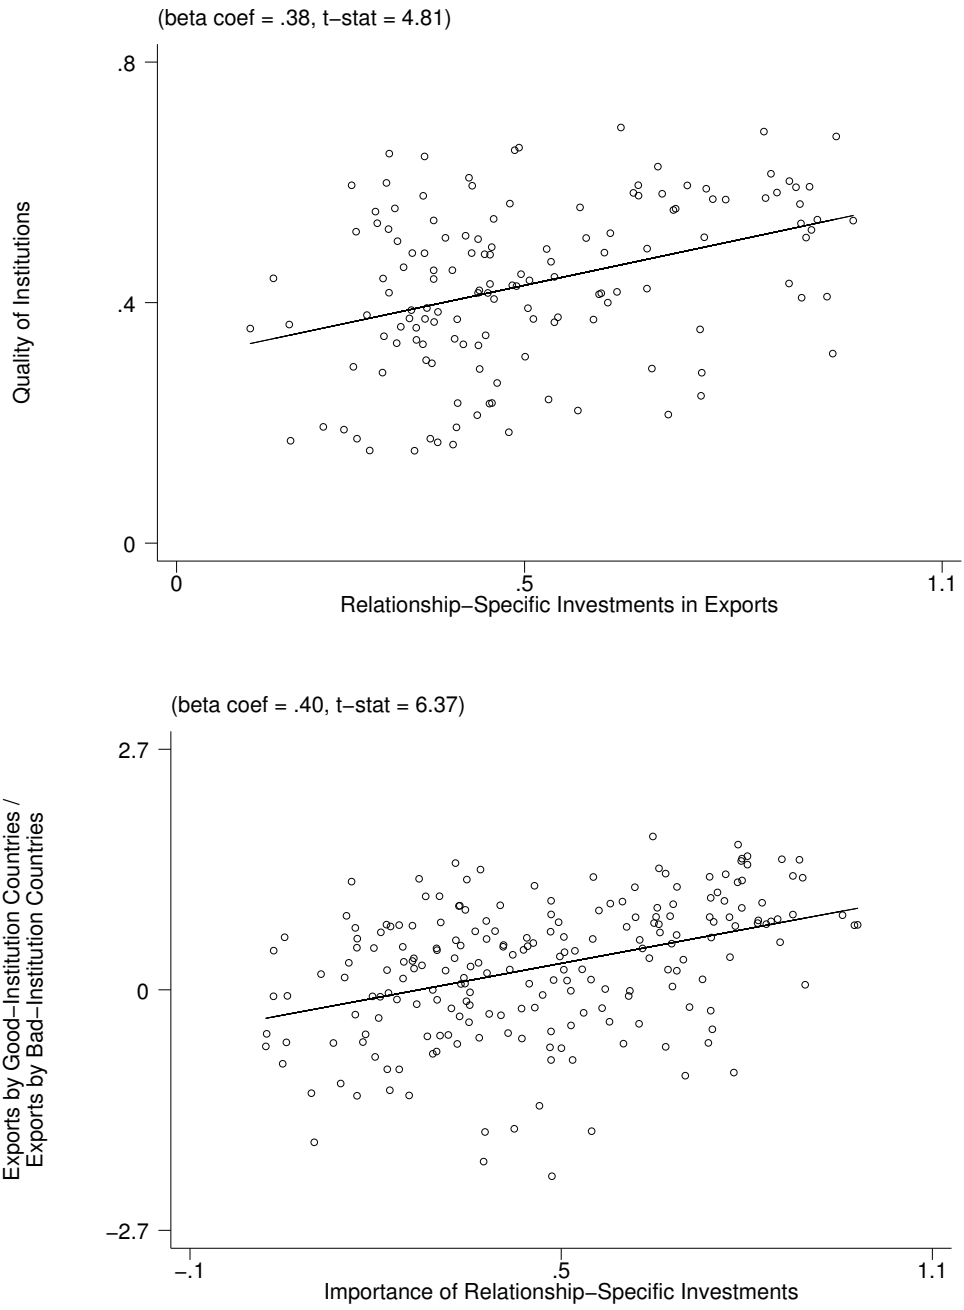 (beta coef = .38, t−stat = 4.81)
.8
Quality of Institutions
.4
0
0
.5
1.1
Relationship−Specific Investments in Exports
(beta coef = .40, t−stat = 6.37)
2.7
Exports by Good−Institution Countries /
Exports by Bad−Institution Countries
0
−2.7
−.1
.5
1.1
Importance of Relationship−Specific Investments